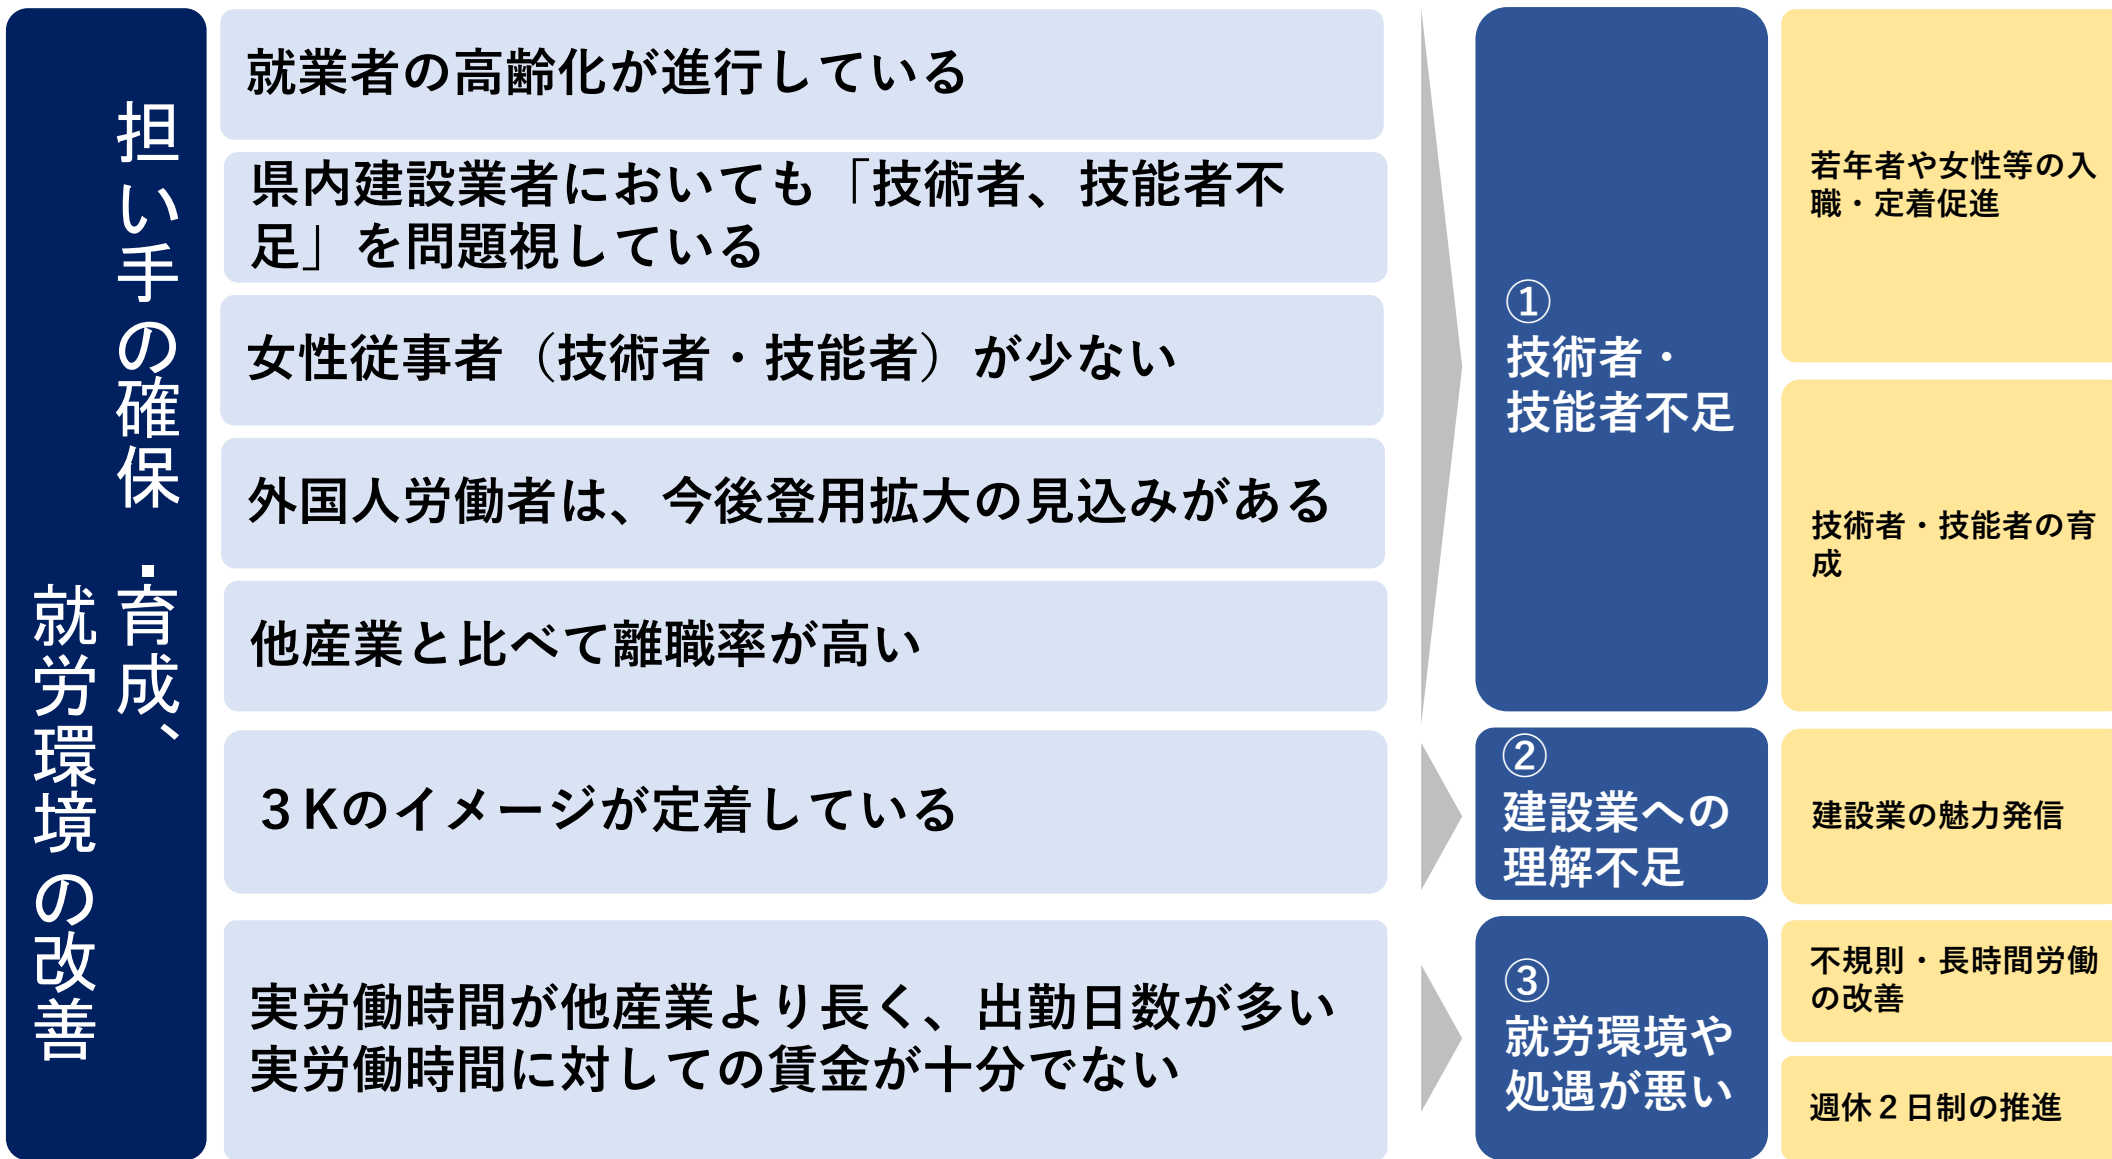 担い手の確保・育成、
就労環境の改善
就業者の高齢化が進行している
県内建設業者においても「技術者、技能者不
足」を問題視している
女性従事者（技術者・技能者）が少ない
外国人労働者は、今後登用拡大の見込みがある
他産業と比べて離職率が高い
３Kのイメージが定着している
実労働時間が他産業より長く、出勤日数が多い
実労働時間に対しての賃金が十分でない
①
技術者・
技能者不足
②
建設業への
理解不足
③
就労環境や
処遇が悪い
若年者や女性等の入
職・定着促進
技術者・技能者の育
成
建設業の魅力発信
不規則・長時間労働
の改善
週休２日制の推進